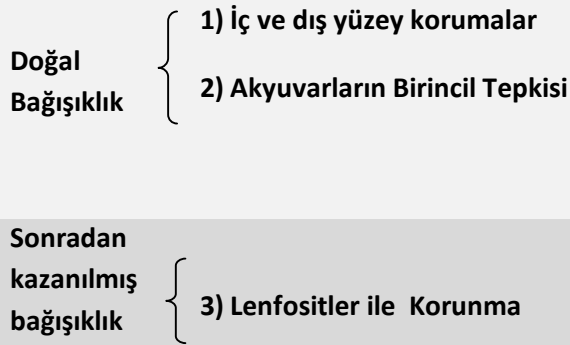 Doğal
Bağışıklık
1) İç ve dış yüzey korumalar
2) Akyuvarların Birincil Tepkisi
Sonradan
kazanılmış
bağışıklık
3) Lenfositler ile Korunma